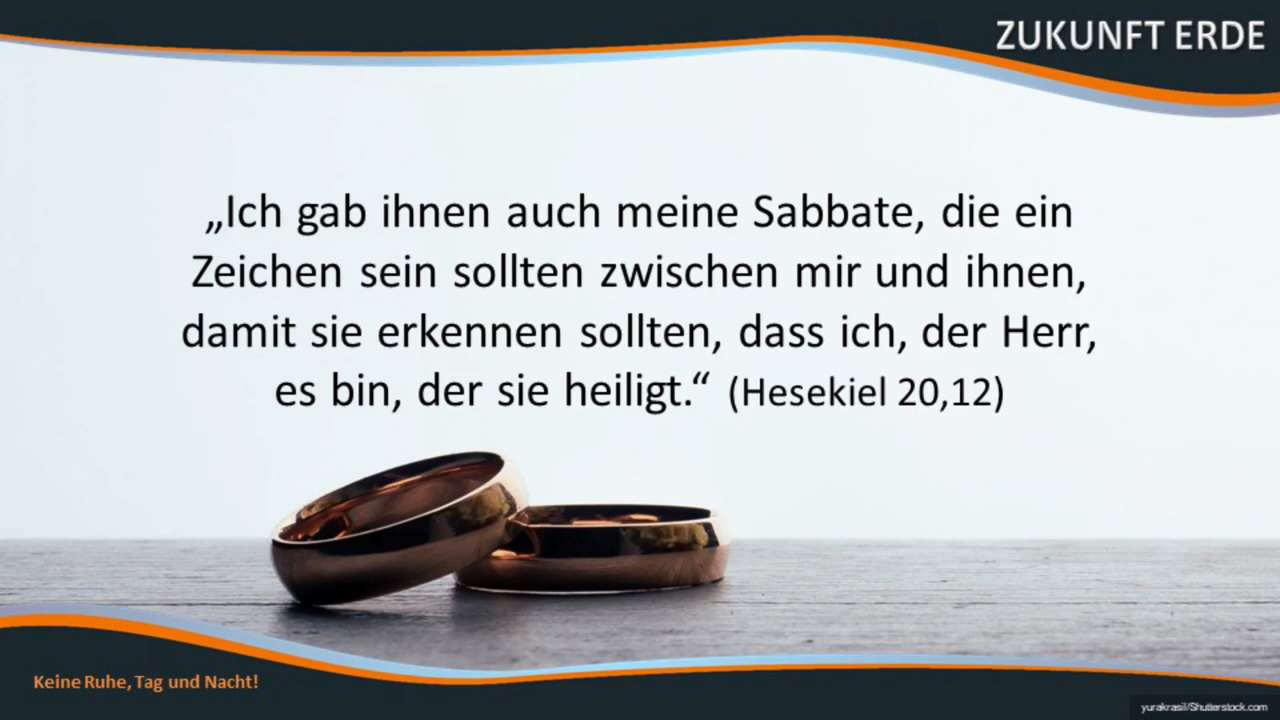 ZUKUNFT ERDE
„Ich gab ihnen auch meine Sabbate, die ein
Zeichen sein sollten zwischen mir und ihnen,
damit sie erkennen sollten, dass ich, der Herr,
es bin, der sie heiligt.“ (Hesekiel 20,12)
Keine Ruhe, Tag und Nacht!
yurakrasil/Shutterstock.com